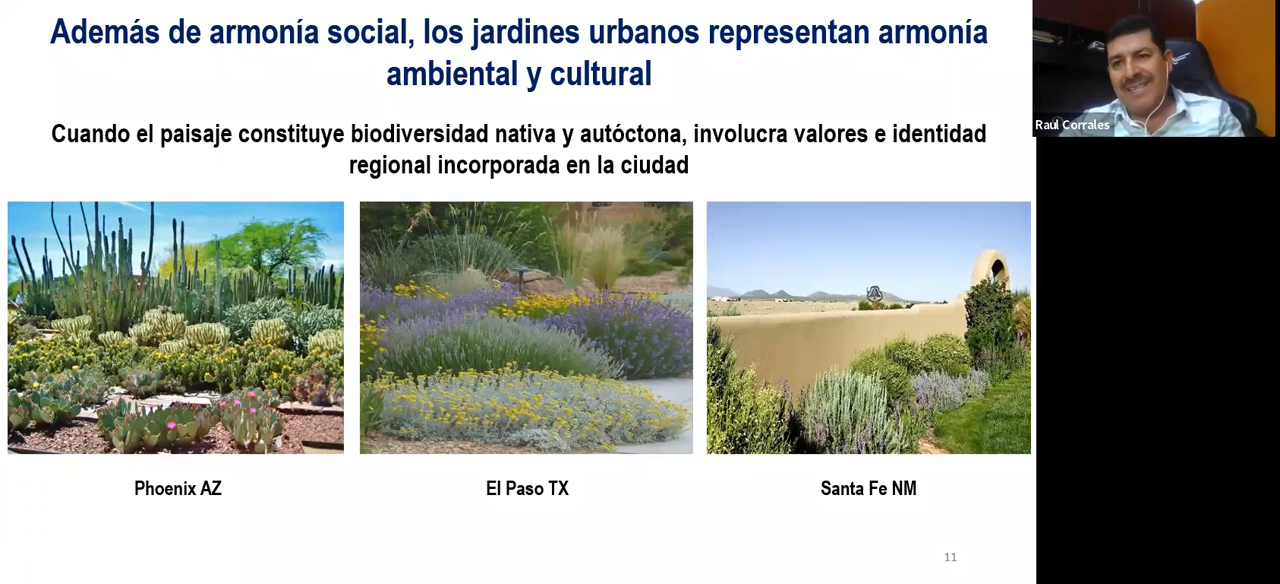 Además de armonía social, los jardines urbanos representan armonía
ambiental y cultural
Cuando el paisaje constituye biodiversidad nativa y autóctona, involucra valores e identidad
regional incorporada en la ciudad
Raul Corrales
Phoenix AZ
El Paso TX
Santa Fe NM
11